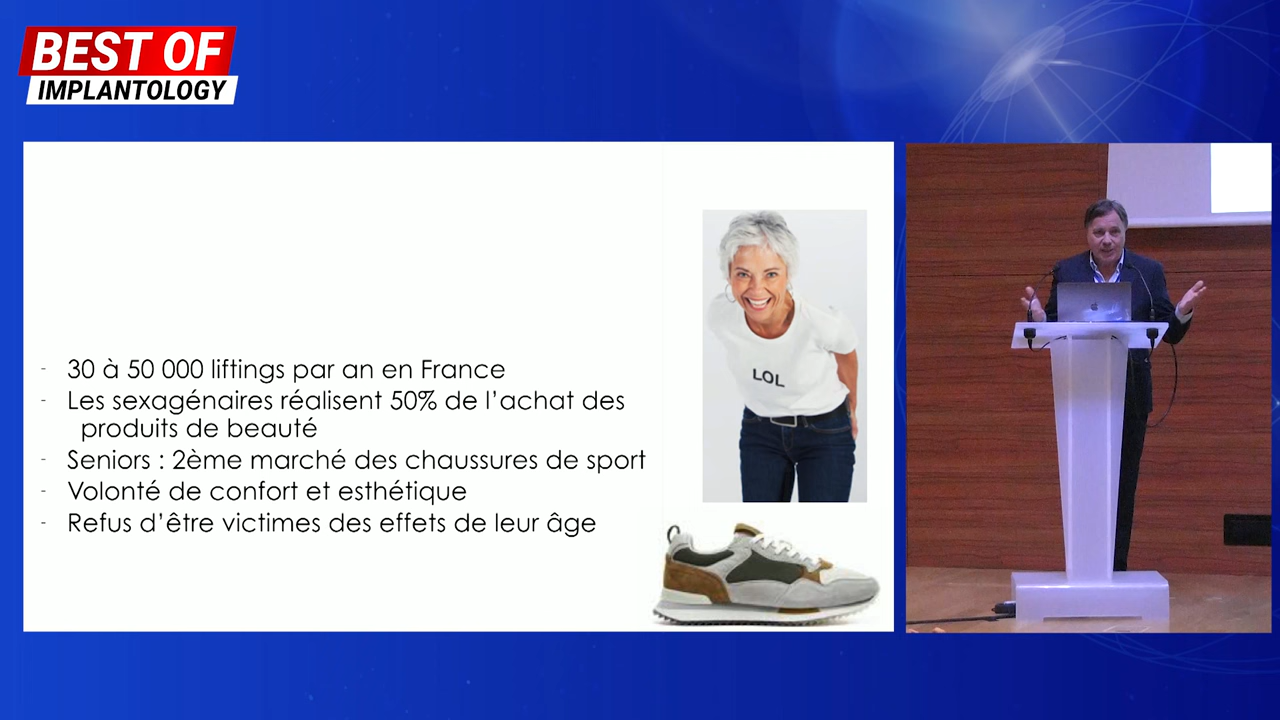 BEST OF
IMPLANTOLOGY
- 30 à 50 000 liftings par an en France
- Les sexagénaires réalisent 50% de l’achat des
produits de beauté
- Seniors : 2ème marché des chaussures de sport
- Volonté de confort et esthétique
- Refus d’être victimes des effets de leur âge
LOL